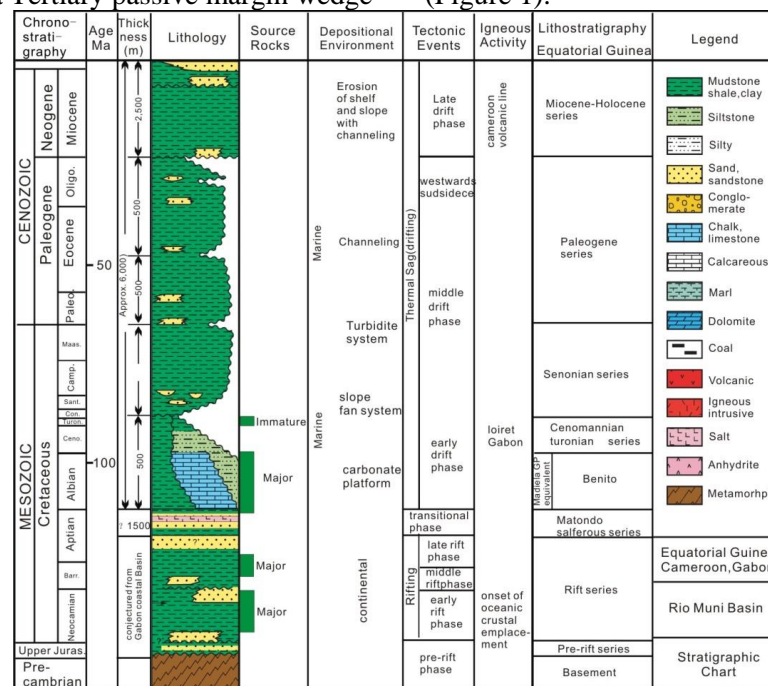 Tertiary passive margin wedge (Figure 1).
Chrono-
strati-
graphy
Age
Ma
Thick
ness
(m)
Lithology
Source
Rocks
Depositional
Environment
Tectonic
Events
Igneous
Activity
Lithostratigraphy
Equatorial Guinea
Legend
CENOZOIC
Neogene
Miocene
Paleogene
Oligo.
Eocene
Paleo.
MESOZOIC
Cretaceous
Maas.
Camp.
Sant.
Con.
Turon.
Ceno.
Albian
Aptian
Barr.
Neocamian
Upper Juras.
Pre-
cambrian
50
100
Approx. 6,000
2,500
500
500
500
? 1500
conjectured from
Gabon coastal Basin
?
Immature
Major
Major
Major
Erosion
of shelf
and slope
with
channeling
Marine
Channeling
Turbidite
system
slope
fan system
Marine
carbonate
platform
continental
Late
drift
phase
westwards
sudsidece
Thermal Sag(drifting)
middle
drift
phase
early
drift
phase
transitional
phase
Rifting
late rift
phase
middle
riftphase
early
rift
phase
pre-rift
phase
cameroon
volcanic line
loiret
Gabon
onset of
oceanic
crustal
emplace-
ment
Miocene-Holocene
series
Paleogene
series
Senonian series
Cenomannian
turonian series
Madiela GP
equivalent
Benito
Matondo
salferous series
Rift series
Pre-rift series
Basement
Mudstone
shale,clay
Siltstone
Silty
Sand,
sandstone
Conglo-
merate
Chalk,
limestone
Calcareous
Marl
Dolomite
Coal
Volcanic
Igneous
intrusive
Salt
Anhydrite
Metamorhp
Equatorial Guine
Cameroon,Gabor
Rio Muni Basin
Stratigraphic
Chart